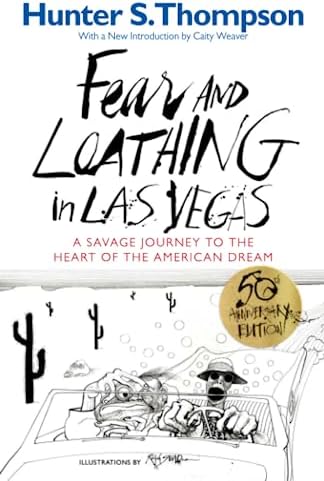 Hunter S. Thompson
With a New Introduction by Caity Weaver
Fear AND
LOATHING
in LAS VEGAS
A SAVAGE JOURNEY TO THE
HEART OF THE AMERICAN DREAM
50st
ANNIVERSARY
EDITION!
ILLUSTRATIONS BY